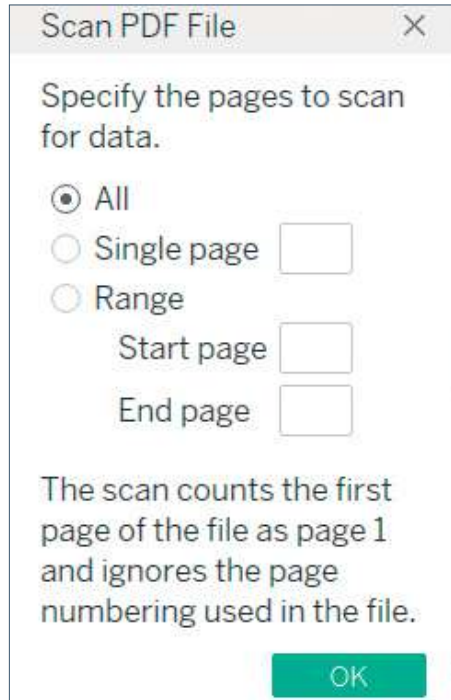 Scan PDF File
Specify the pages to scan
for data.
All
Single page
Range
Start page
End page
The scan counts the first
page of the file as page 1
and ignores the page
numbering used in the file.
OK